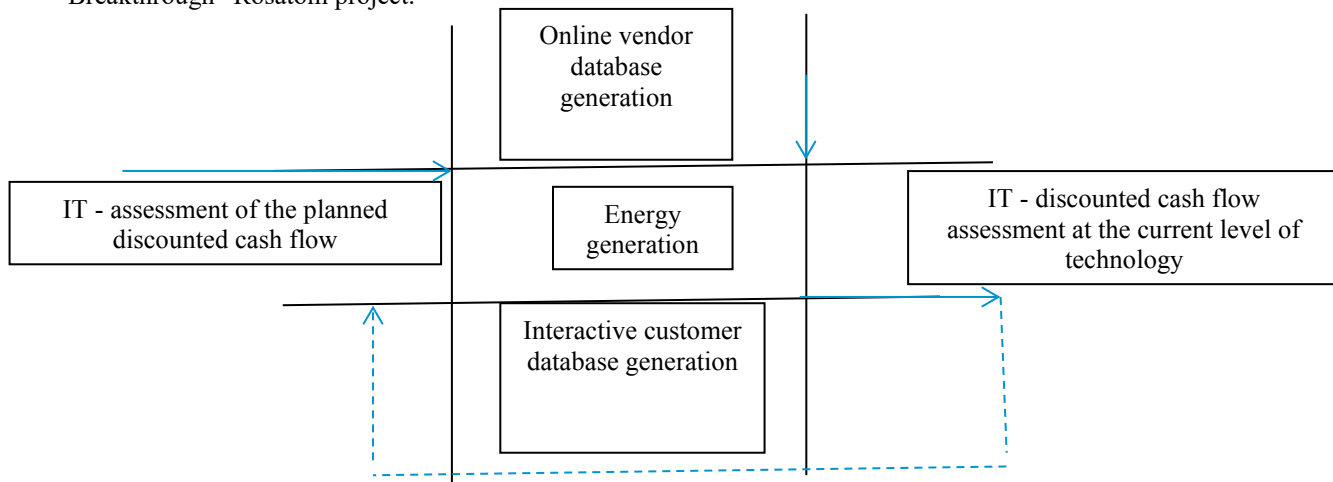 "Breakthrough" Rosatom project.
Online vendor
database
generation
IT - assessment of the planned
discounted cash flow
Energy
generation
IT - discounted cash flow
assessment at the current level of
technology
Interactive customer
database generation